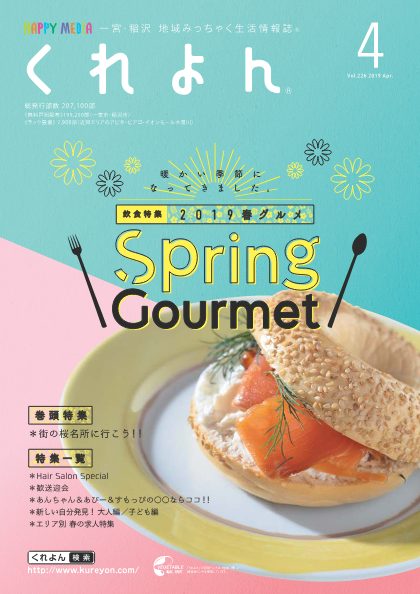 HAPPY MEDIA 一宮・稲沢 地域みっちゃく生活情報誌®
くれよん®
4
Vol.226 2019 Apr.
総発行部数 207,100部
暖かい季節に
なってきました。
飲食特集 2019春グルメ
Spring
Gourmet
巻頭特集
＊街の桜名所に行こう!!
特集一覧
＊Hair Salon Special
＊歓送迎会
＊あんちゃん＆あびー＆すもっぴの〇〇ならココ!!
＊新しい自分発見! 大人編／子ども編
＊エリア別 春の求人特集
くれよん 検索
http://www.kureyon.com/
VEGETABLE
OIL INK